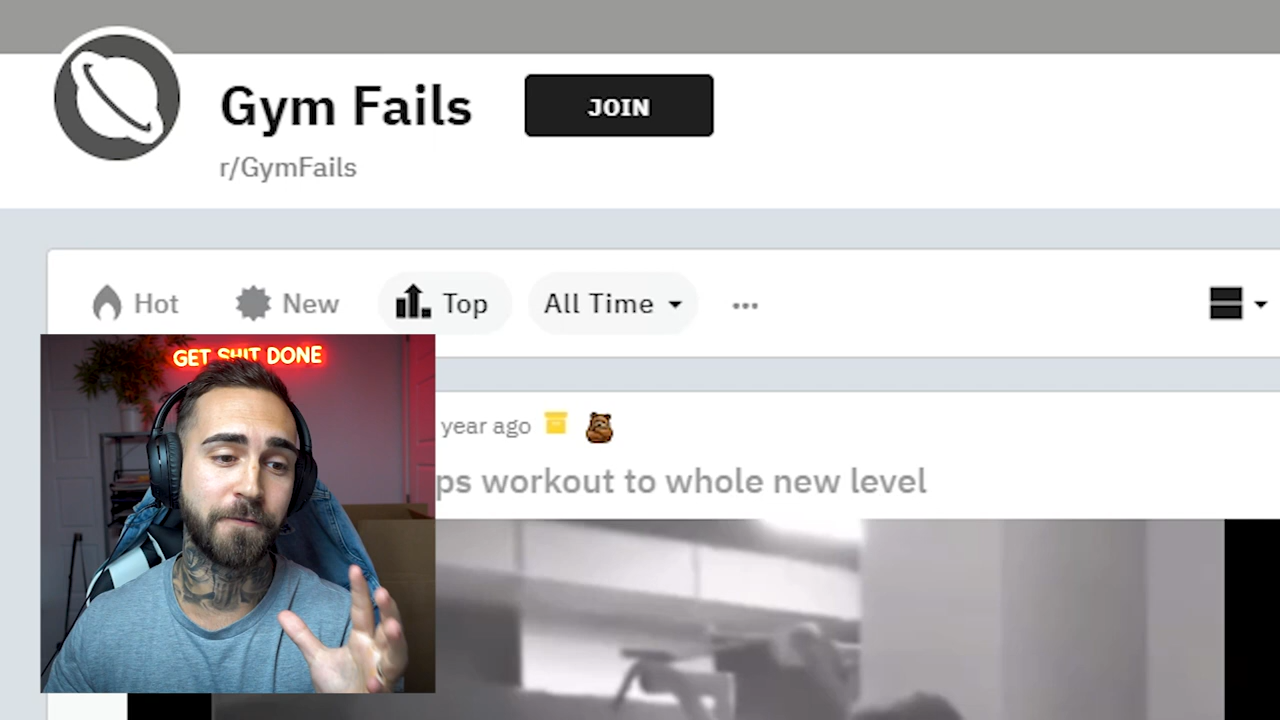 Gym Fails
JOIN
r/GymFails
Hot New Top All Time ...
GET SHIT DONE
year ago
ps workout to whole new level